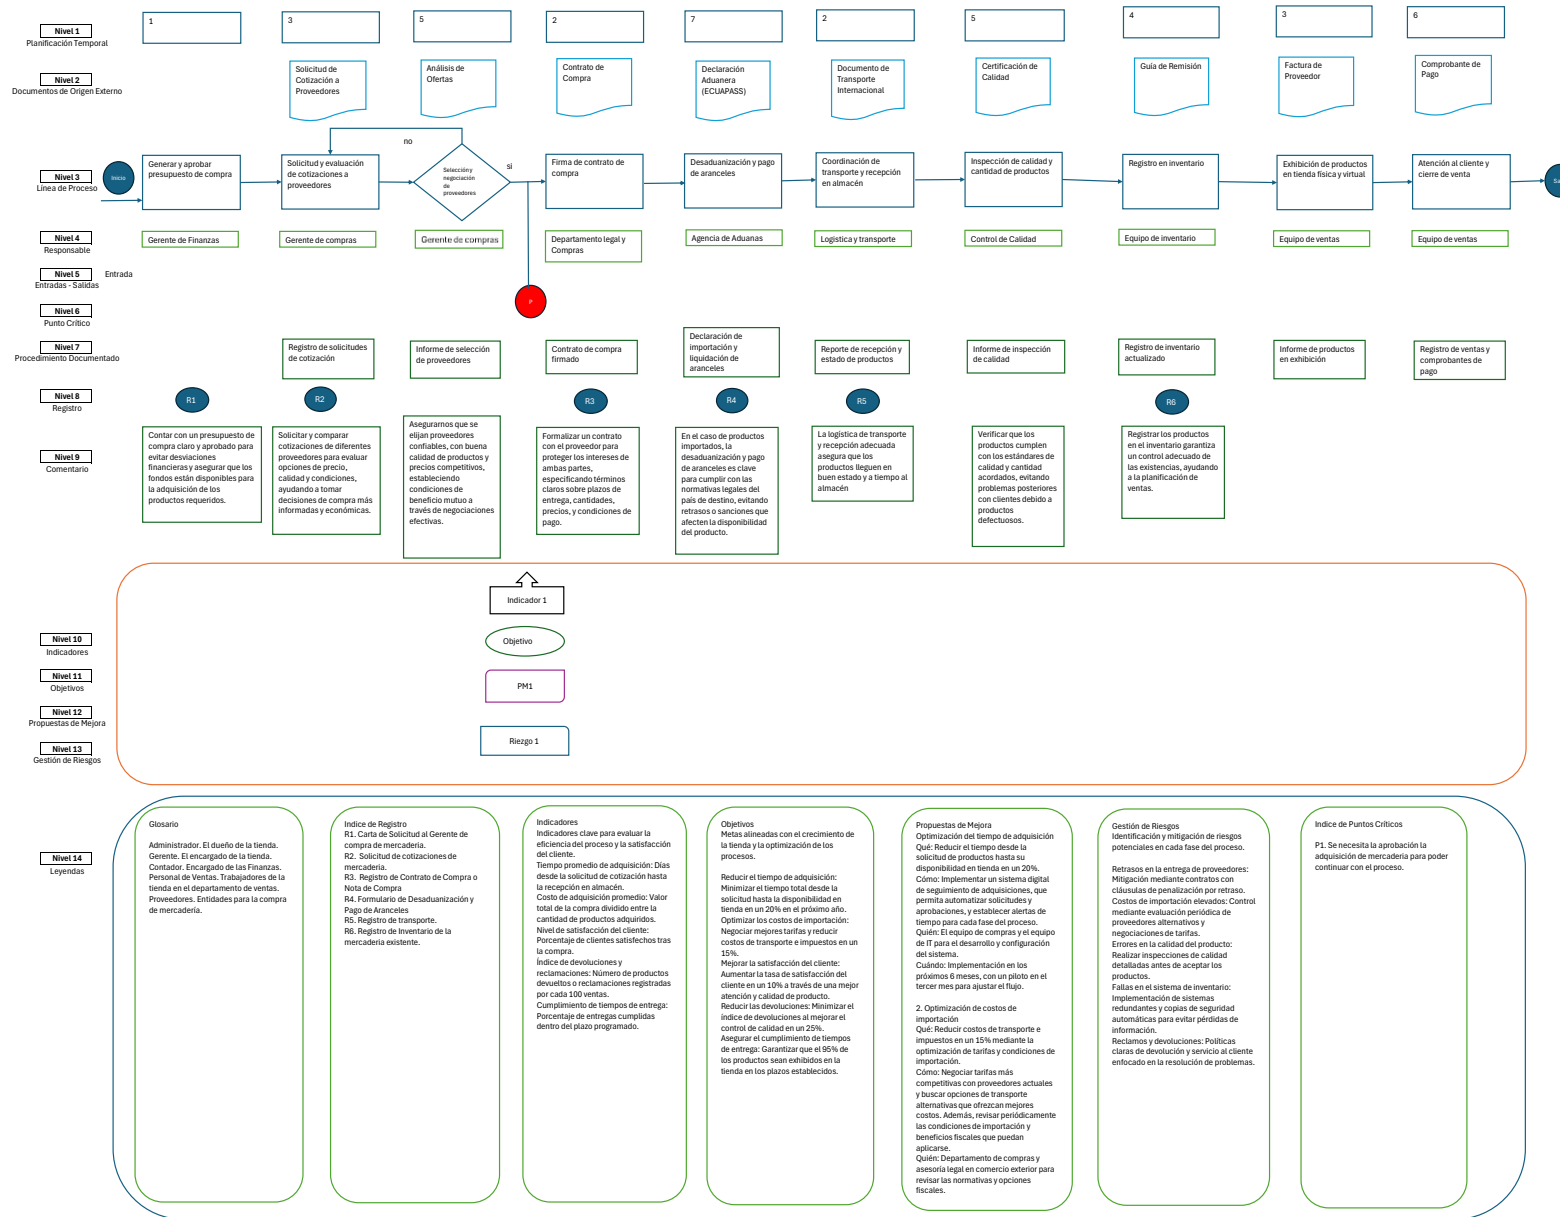 Nivel 1
Planificación Temporal
1
3
5
2
7
2
5
4
3
6
Nivel 2
Documentos de Origen Externo
Solicitud de
Cotización a
Proveedores
Análisis de
Ofertas
Contrato de
Compra
Declaración
Aduanera
(ECUAPASS)
Documento de
Transporte
Internacional
Certificación de
Calidad
Guía de Remisión
Factura de
Proveedor
Comprobante de
Pago
Nivel 3
Línea de Proceso
Inicio
Generar y aprobar
presupuesto de compra
Solicitud y evaluación
de cotizaciones a
proveedores
no
Selección y
negociación
de
proveedores
si
Firma de contrato de
compra
Desaduanización y pago
de aranceles
Coordinación de
transporte y recepción
en almacén
Inspección de calidad y
cantidad de productos
Registro en inventario
Exhibición de productos
en tienda física y virtual
Atención al cliente y
cierre de venta
Nivel 4
Responsable
Gerente de Finanzas
Gerente de compras
Gerente de compras
Departamento legal y
Compras
Agencia de Aduanas
Logistica y transporte
Control de Calidad
Equipo de inventario
Equipo de ventas
Equipo de ventas
Nivel 5
Entradas - Salidas
Entrada
Nivel 6
Punto Crítico
P
Nivel 7
Procedimiento Documentado
Registro de solicitudes
de cotización
Informe de selección
de proveedores
Contrato de compra
firmado
Declaración de
importación y
liquidación de
aranceles
Reporte de recepción y
estado de productos
Informe de inspección
de calidad
Registro de inventario
actualizado
Informe de productos
en exhibición
Registro de ventas y
comprobantes de
pago
Nivel 8
Registro
R1
R2
R3
R4
R5
R6
Nivel 9
Comentario
Contar con un presupuesto de
compra claro y aprobado para
evitar desviaciones
financieras y asegurar que los
fondos están disponibles para
la adquisición de los
productos requeridos.
Solicitar y comparar
cotizaciones de diferentes
proveedores para evaluar
opciones de precio,
calidad y condiciones,
ayudando a tomar
decisiones de compra más
informadas y económicas.
Asegurarnos que se
elijan proveedores
confiables, con buena
calidad de productos y
precios competitivos,
estableciendo
condiciones de
beneficio mutuo a
través de negociaciones
efectivas.
Formalizar un contrato
con el proveedor para
proteger los intereses de
ambas partes,
especificando términos
claros sobre plazos de
entrega, cantidades,
precios, y condiciones de
pago.
En el caso de productos
importados, la
desaduanización y pago
de aranceles es clave
para cumplir con las
normativas legales del
país de destino, evitando
retrasos o sanciones que
afecten la disponibilidad
del producto.
La logística de transporte
y recepción adecuada
asegura que los
productos lleguen en
buen estado y a tiempo al
almacén
Verificar que los
productos cumplen
con los estándares de
calidad y cantidad
acordados, evitando
problemas posteriores
con clientes debido a
productos
defectuosos.
Registrar los productos
en el inventario garantiza
un control adecuado de
las existencias, ayudando
a la planificación de
ventas.
Indicador 1
Nivel 10
Indicadores
Objetivo
Nivel 11
Objetivos
PM1
Nivel 12
Propuestas de Mejora
Nivel 13
Gestión de Riesgos
Riezgo 1
Nivel 14
Leyendas
Glosario
Administrador. El dueño de la tienda.
Gerente. El encargado de la tienda.
Contador. Encargado de las Finanzas.
Personal de Ventas. Trabajadores de la
tienda en el departamento de ventas.
Proveedores. Entidades para la compra
de mercadería.
Indice de Registro
R1. Carta de Solicitud al Gerente de
compra de mercaderia.
R2. Solicitud de cotizaciones de
mercaderia.
R3. Registro de Contrato de Compra o
Nota de Compra
R4. Formulario de Desaduanización y
Pago de Aranceles
R5. Registro de transporte.
R6. Registro de Inventario de la
mercaderia existente.
Indicadores
Indicadores clave para evaluar la
eficiencia del proceso y la satisfacción
del cliente.
Tiempo promedio de adquisición: Días
desde la solicitud de cotización hasta
la recepción en almacén.
Costo de adquisición promedio: Valor
total de la compra dividido entre la
cantidad de productos adquiridos.
Nivel de satisfacción del cliente:
Porcentaje de clientes satisfechos tras
la compra.
Índice de devoluciones y
reclamaciones: Número de productos
devueltos o reclamaciones registradas
por cada 100 ventas.
Cumplimiento de tiempos de entrega:
Porcentaje de entregas cumplidas
dentro del plazo programado.
Objetivos
Metas alineadas con el crecimiento de
la tienda y la optimización de los
procesos.
Reducir el tiempo de adquisición:
Minimizar el tiempo total desde la
solicitud hasta la disponibilidad en
tienda en un 20% en el próximo año.
Optimizar los costos de importación:
Negociar mejores tarifas y reducir
costos de transporte e impuestos en un
15%.
Mejorar la satisfacción del cliente:
Aumentar la tasa de satisfacción del
cliente en un 10% a través de una mejor
atención y calidad de producto.
Reducir las devoluciones: Minimizar el
índice de devoluciones al mejorar el
control de calidad en un 25%.
Asegurar el cumplimiento de tiempos
de entrega: Garantizar que el 95% de
los productos sean exhibidos en la
tienda en los plazos establecidos.
Propuestas de Mejora
Optimización del tiempo de adquisición
Qué: Reducir el tiempo desde la
solicitud de productos hasta su
disponibilidad en tienda en un 20%.
Cómo: Implementar un sistema digital
de seguimiento de adquisiciones, que
permita automatizar solicitudes y
aprobaciones, y establecer alertas de
tiempo para cada fase del proceso.
Quién: El equipo de compras y el equipo
de IT para el desarrollo y configuración
del sistema.
Cuándo: Implementación en los
próximos 6 meses, con un piloto en el
tercer mes para ajustar el flujo.
2. Optimización de costos de
importación
Qué: Reducir costos de transporte e
impuestos en un 15% mediante la
optimización de tarifas y condiciones de
importación.
Cómo: Negociar tarifas más
competitivas con proveedores actuales
y buscar opciones de transporte
alternativas que ofrezcan mejores
costos. Además, revisar periódicamente
las condiciones de importación y
beneficios fiscales que puedan
aplicarse.
Quién: Departamento de compras y
asesoría legal en comercio exterior para
revisar las normativas y opciones
fiscales.
Gestión de Riesgos
Identificación y mitigación de riesgos
potenciales en cada fase del proceso.
Retrasos en la entrega de proveedores:
Mitigación mediante contratos con
cláusulas de penalización por retraso.
Costos de importación elevados: Control
mediante evaluación periódica de
proveedores alternativos y
negociaciones de tarifas.
Errores en la calidad del producto:
Realizar inspecciones de calidad
detalladas antes de aceptar los
productos.
Fallas en el sistema de inventario:
Implementación de sistemas
redundantes y copias de seguridad
automáticas para evitar pérdidas de
información.
Reclamos y devoluciones: Políticas
claras de devolución y servicio al cliente
enfocado en la resolución de problemas.
Indice de Puntos Críticos
P1. Se necesita la aprobación la
adquisición de mercaderia para poder
continuar con el proceso.